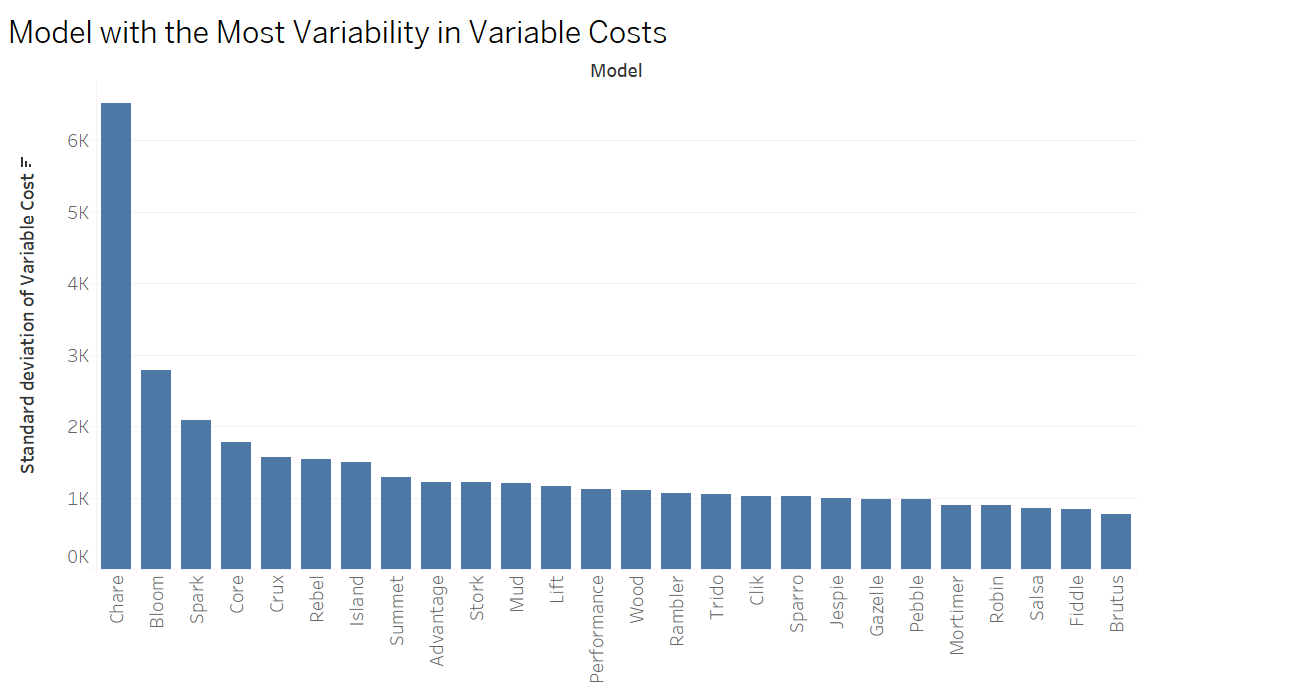 Model with the Most Variability in Variable Costs
Model
Standard deviation of Variable Cost
6K
5K
4K
3K
2K
1K
0K
Chare
Bloom
Spark
Core
Crux
Rebel
Island
Summet
Advantage
Stork
Mud
Lift
Performance
Wood
Rambler
Trido
Clik
Sparro
Jespie
Gazelle
Pebble
Mortimer
Robin
Salsa
Fiddle
Brutus